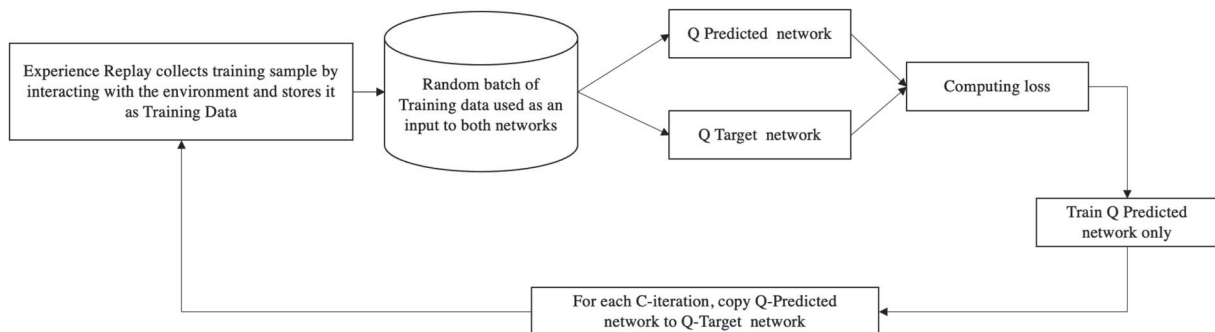 Experience Replay collects training sample by
interacting with the environment and stores it
as Training Data
Random batch of
Training data used as an
input to both networks
Q Predicted network
Q Target network
Computing loss
Train Q Predicted
network only
For each C-iteration, copy Q-Predicted
network to Q-Target network